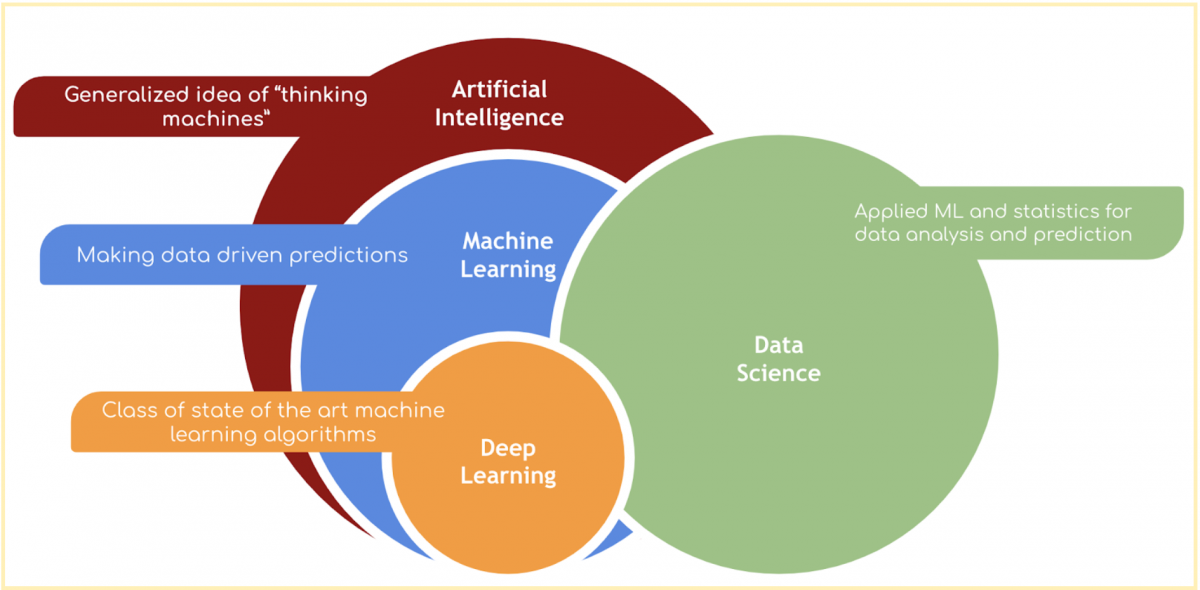 Artificial
Intelligence
Generalized idea of “thinking
machines”
Machine
Learning
Making data driven predictions
Applied ML and statistics for
data analysis and prediction
Data
Science
Class of state of the art machine
learning algorithms
Deep
Learning